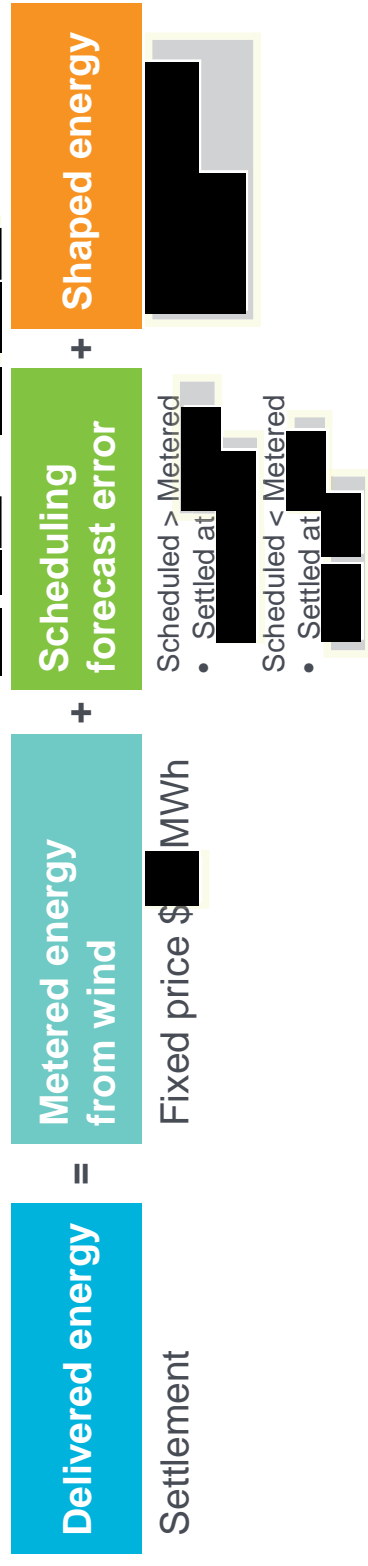 Delivered energy
=
Metered energy
from wind
+
Scheduling
forecast error
+
Shaped energy
Settlement
Fixed price $ MWh
Scheduled > Metered
• Settled at
Scheduled < Metered
• Settled at